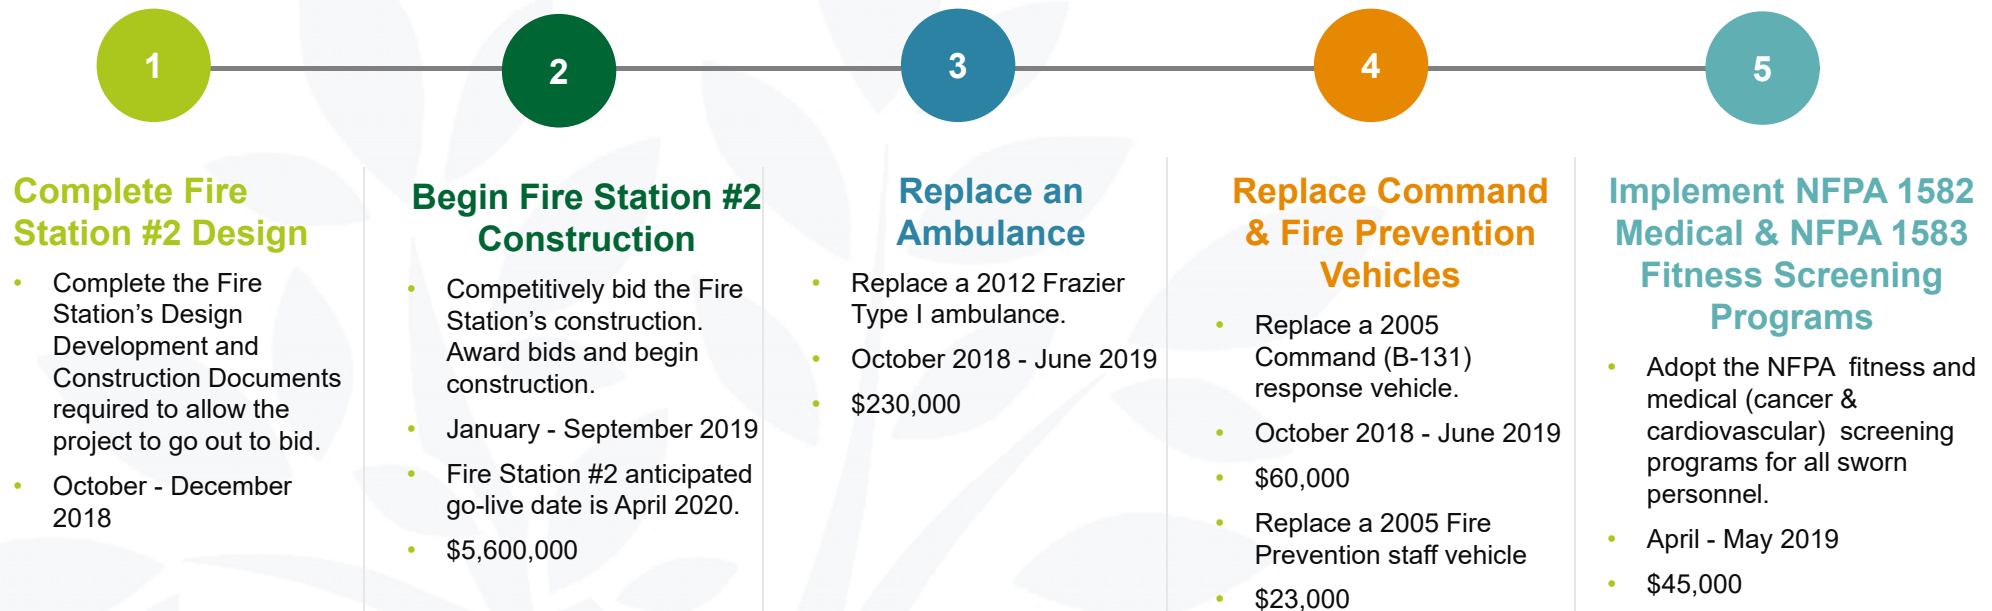 1
2
3
4
5
Complete Fire
Station #2 Design
• Complete the Fire
Station’s Design
Development and
Construction Documents
required to allow the
project to go out to bid.
• October - December
2018
Begin Fire Station #2
Construction
• Competitively bid the Fire
Station’s construction.
Award bids and begin
construction.
• January - September 2019
• Fire Station #2 anticipated
go-live date is April 2020.
• $5,600,000
Replace an
Ambulance
• Replace a 2012 Frazier
Type I ambulance.
• October 2018 - June 2019
• $230,000
Replace Command
& Fire Prevention
Vehicles
• Replace a 2005
Command (B-131)
response vehicle.
• October 2018 - June 2019
• $60,000
• Replace a 2005 Fire
Prevention staff vehicle
• $23,000
Implement NFPA 1582
Medical & NFPA 1583
Fitness Screening
Programs
• Adopt the NFPA  fitness and
medical (cancer &
cardiovascular)  screening
programs for all sworn
personnel.
• April - May 2019
• $45,000